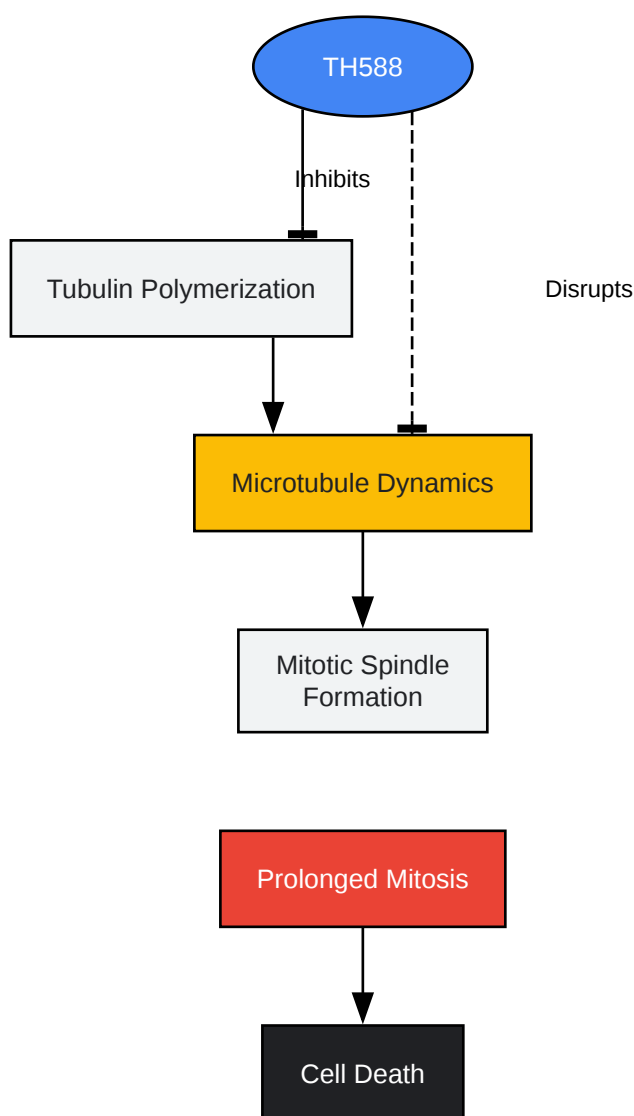 TH588
Inhibits
Tubulin Polymerization
Disrupts
Microtubule Dynamics
Mitotic Spindle
Formation
Prolonged Mitosis
Cell Death